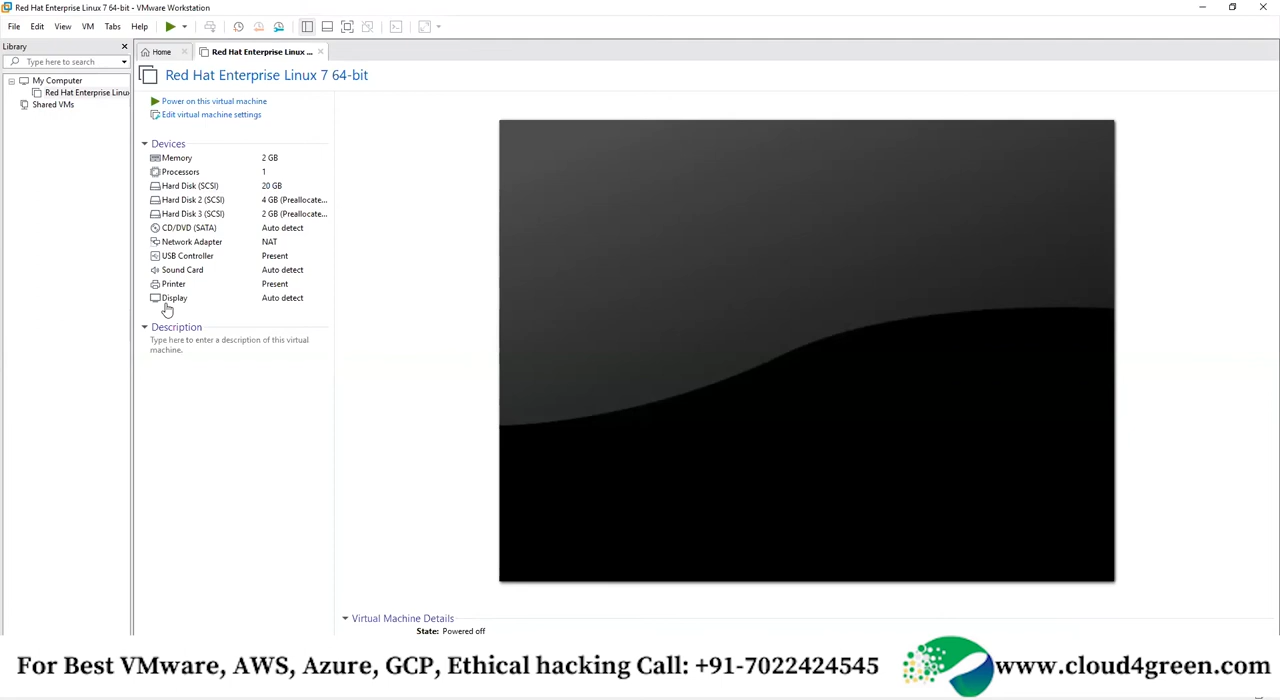 Red Hat Enterprise Linux 7 64-bit - VMware Workstation
File Edit View VM Tabs Help
Library
Type here to search
My Computer
Red Hat Enterprise Linux
Shared VMs
Home
Red Hat Enterprise Linux ...
Red Hat Enterprise Linux 7 64-bit
Power on this virtual machine
Edit virtual machine settings
Devices
Memory 2 GB
Processors 1
Hard Disk (SCSI) 20 GB
Hard Disk 2 (SCSI) 4 GB (Preallocate...
Hard Disk 3 (SCSI) 2 GB (Preallocate...
CD/DVD (SATA) Auto detect
Network Adapter NAT
USB Controller Present
Sound Card Auto detect
Printer Present
Display Auto detect
Description
Type here to enter a description of this virtual
machine.
Virtual Machine Details
State: Powered off
For Best VMware, AWS, Azure, GCP, Ethical hacking Call: +91-7022424545
www.cloud4green.com